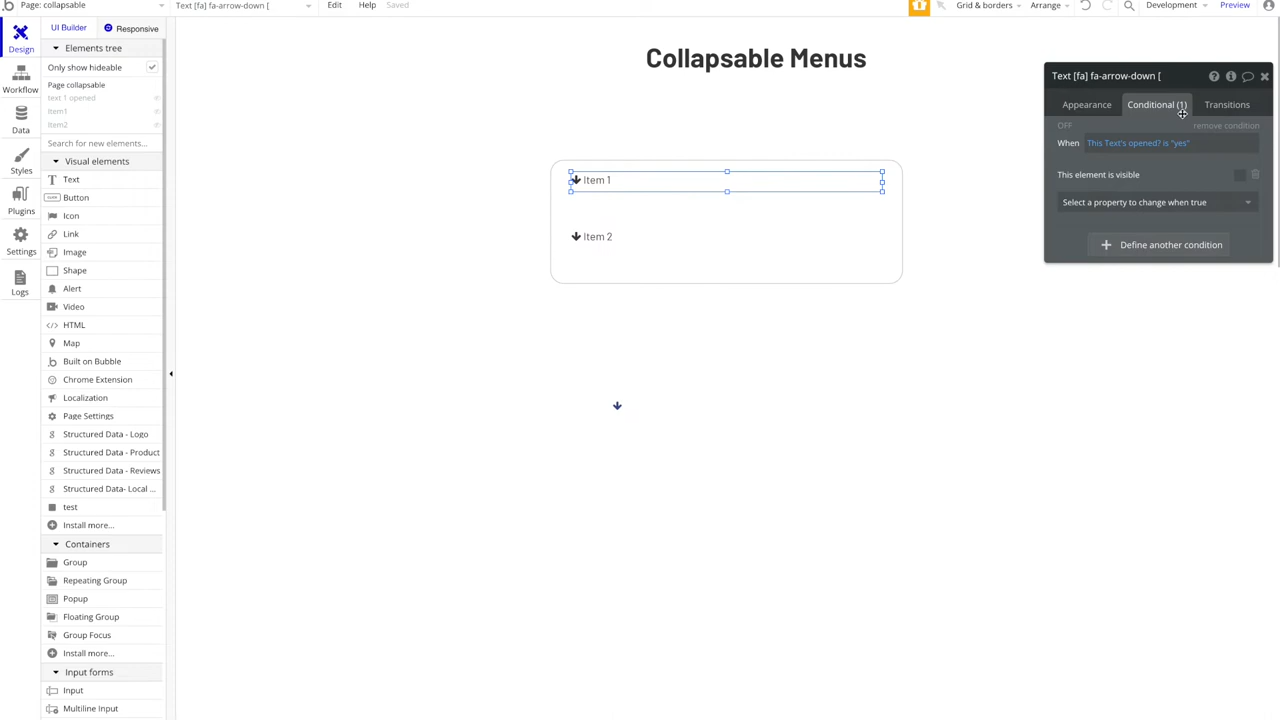 .b Page: collapsable
Text [fa] fa-arrow-down [
Edit Help Saved
Grid & borders Arrange Development Preview
Design
Workflow
Data
Styles
Plugins
Settings
Logs
UI Builder Responsive
Elements tree
Only show hideable
Page collapsable
text 1 opened
Item1
Item2
Search for new elements...
Visual elements
Text
Button
Icon
Link
Image
Shape
Alert
Video
HTML
Map
Built on Bubble
Chrome Extension
Localization
Page Settings
Structured Data - Logo
Structured Data - Product
Structured Data - Reviews
Structured Data- Local ...
test
Install more...
Containers
Group
Repeating Group
Popup
Floating Group
Group Focus
Install more...
Input forms
Input
Multiline Input
Collapsable Menus
Item 1
Item 2
Text [fa] fa-arrow-down [
Appearance Conditional (1) Transitions
OFF remove condition
When This Text's opened? is "yes"
This element is visible
Select a property to change when true
Define another condition